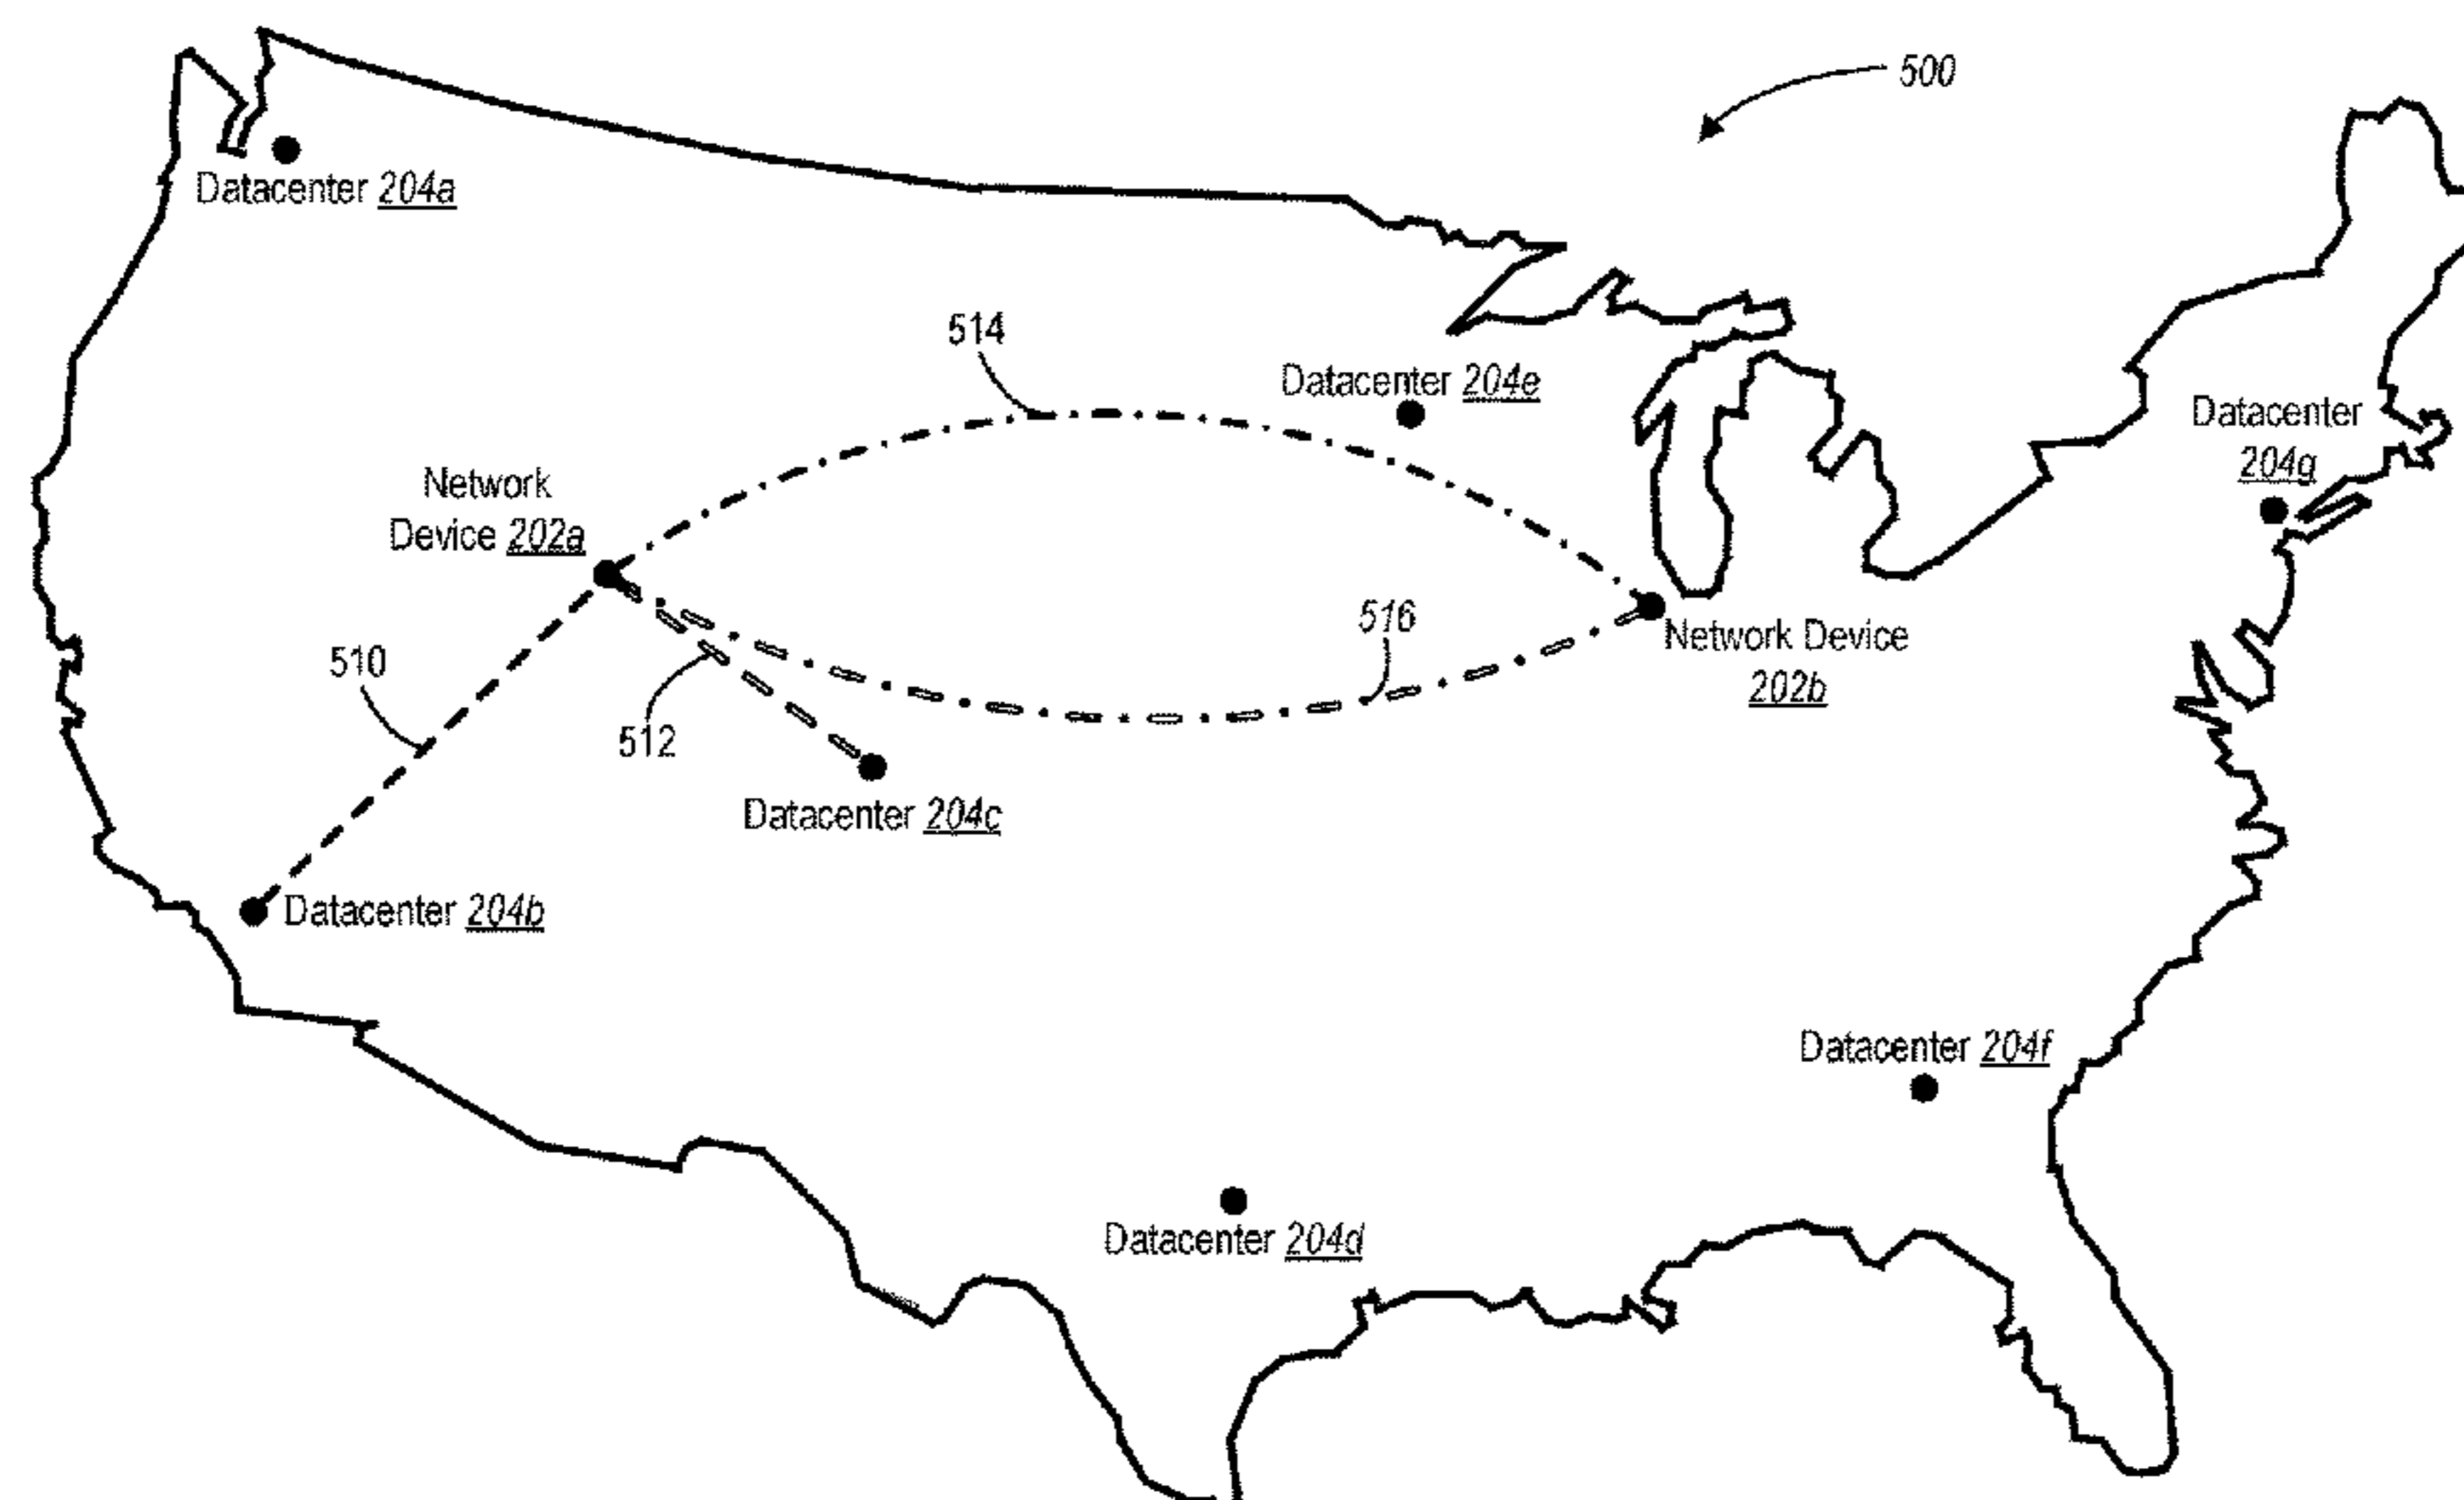 500
Datacenter 204a
514
Datacenter 204e
Datacenter
204g
Network
Device 202a
516
Network Device
202b
510
512
Datacenter 204c
Datacenter 204b
Datacenter 204f
Datacenter 204d